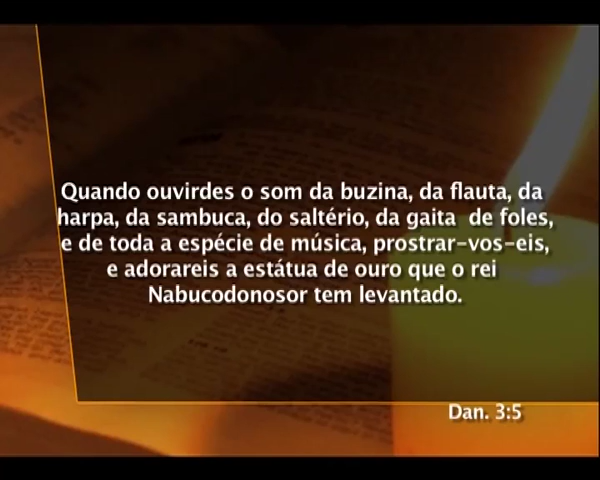 Quando ouvirdes o som da buzina, da flauta, da
harpa, da sambuca, do saltério, da gaita  de foles,
e de toda a espécie de música, prostrar-vos-eis,
e adorareis a estátua de ouro que o rei
Nabucodonosor tem levantado.
Dan. 3:5